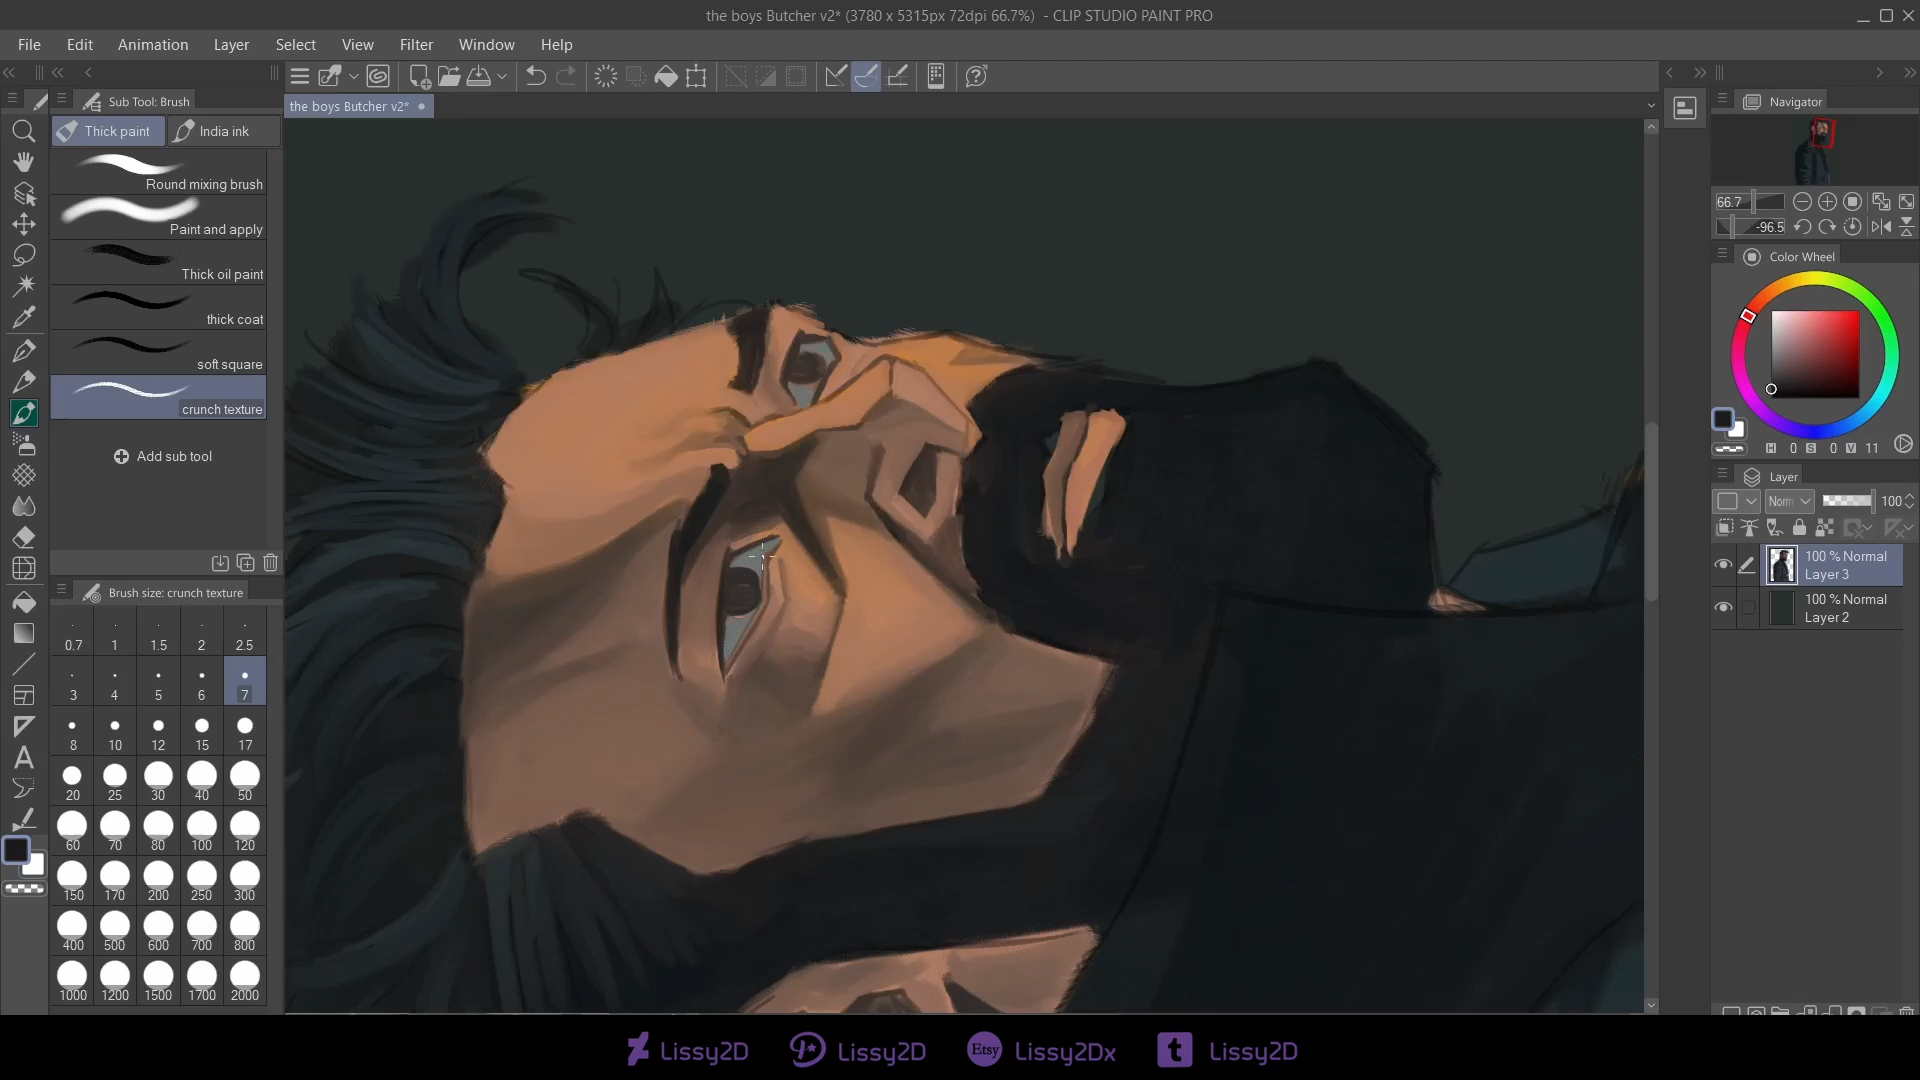 the boys Butcher v2* (3780 x 5315px 72dpi 66.7%) - CLIP STUDIO PAINT PRO
File Edit Animation Layer Select View Filter Window Help
Sub Tool: Brush
the boys Butcher v2*
Navigator
Thick paint India ink
Round mixing brush
Paint and apply
Thick oil paint
thick coat
soft square
crunch texture
Add sub tool
Brush size: crunch texture
0.7 1 1.5 2 2.5
3 4 5 6 7
8 10 12 15 17
20 25 30 40 50
60 70 80 100 120
150 170 200 250 300
400 500 600 700 800
1000 1200 1500 1700 2000
66.7
-96.5
Color Wheel
H 0 S 0 V 11
Layer
Norm 100
100 % Normal
Layer 3
100 % Normal
Layer 2
Lissy2D Lissy2D Etsy Lissy2Dx t Lissy2D